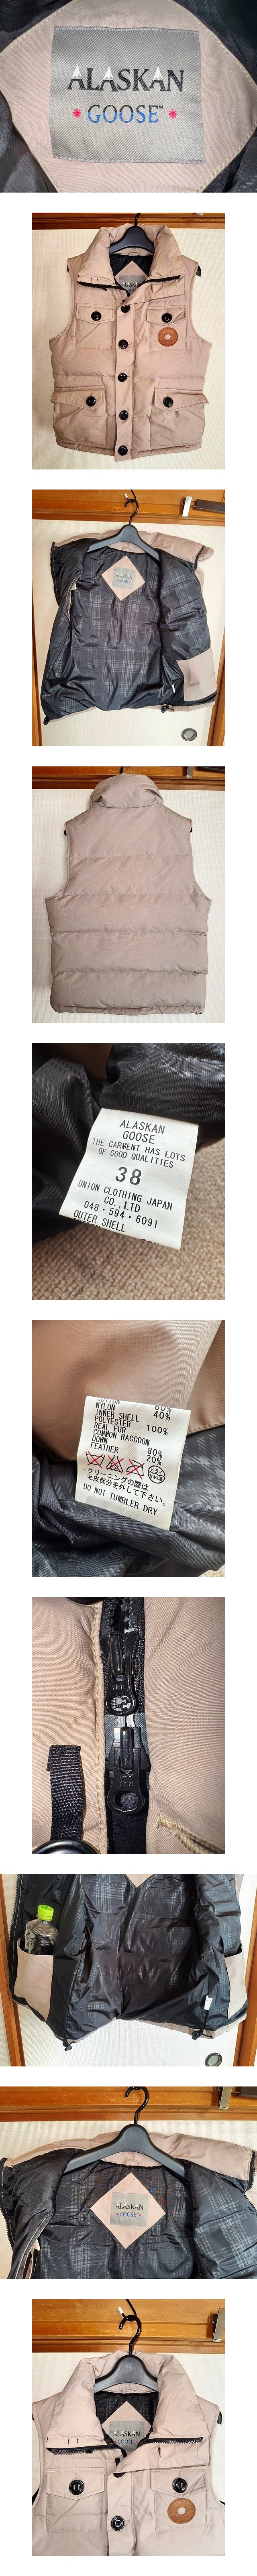 ALASKAN
GOOSE™
ALASKAN
ALASKAN
GOOSE
THE GARMENT HAS LOTS
OF GOOD QUALITIES
38
UNION CLOTHING JAPAN
CO.,LTD
048・594・6091
OUTER SHELL
COTTON 60%
NYLON 40%
INNER SHELL
POLYESTER 100%
REAL FUR
COMMON RACCOON
DOWN 80%
FEATHER 20%
・クリーニングの際は
毛皮部分を外して下さい。
DO NOT TUMBLER DRY
YKK
ALASKAN
GOOSE
ALASKAN
GOOSE